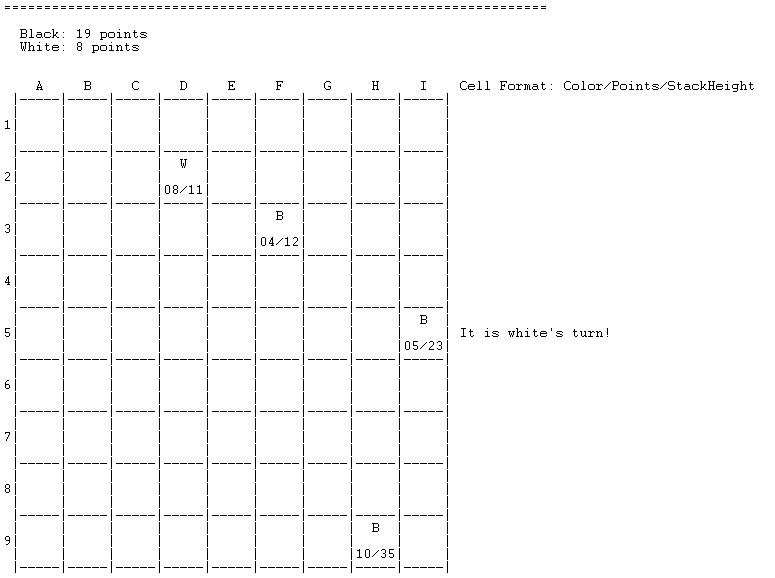 ======================================================================
Black: 19 points
White: 8 points
A B C D E F G H I Cell Format: Color/Points/StackHeight
1
W
2
08/11
B
3
04/12
4
B
5 It is white's turn!
05/23
6
7
8
B
9
10/35